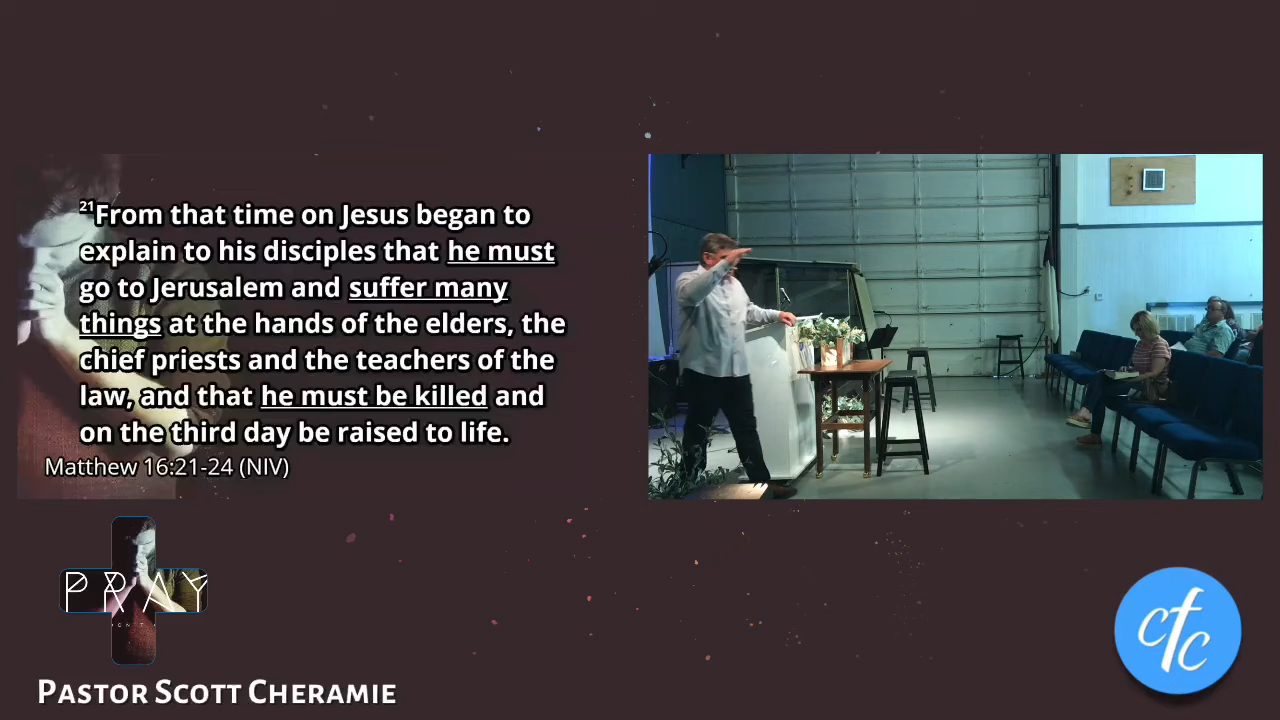 ²¹From that time on Jesus began to
explain to his disciples that he must
go to Jerusalem and suffer many
things at the hands of the elders, the
chief priests and the teachers of the
law, and that he must be killed and
on the third day be raised to life.
Matthew 16:21-24 (NIV)
PRAY
Pastor Scott Cheramie
cfc